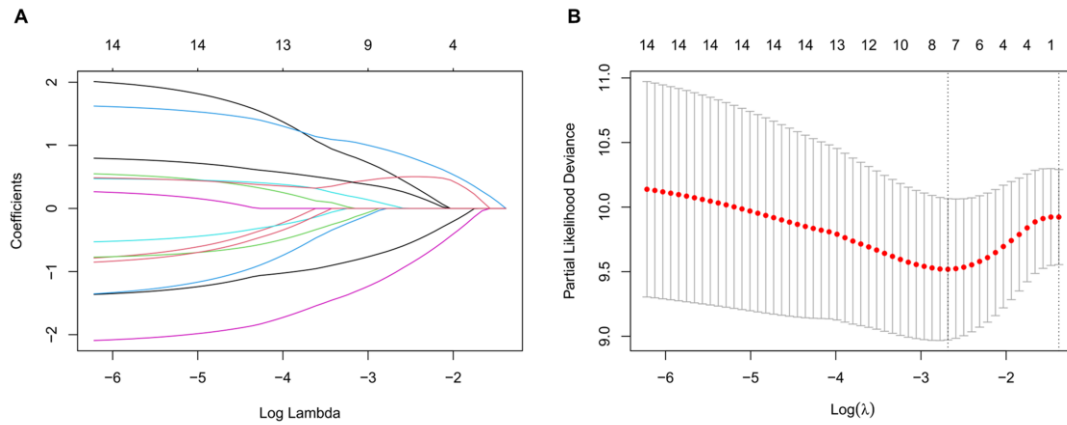 A
14 14 13 9 4
Coefficients
2
1
0
−1
−2
−6 −5 −4 −3 −2
Log Lambda
B
14 14 14 14 14 14 13 12 10 8 7 6 4 4 1
Partial Likelihood Deviance
11.0
10.5
10.0
9.5
9.0
−6 −5 −4 −3 −2
Log(λ)